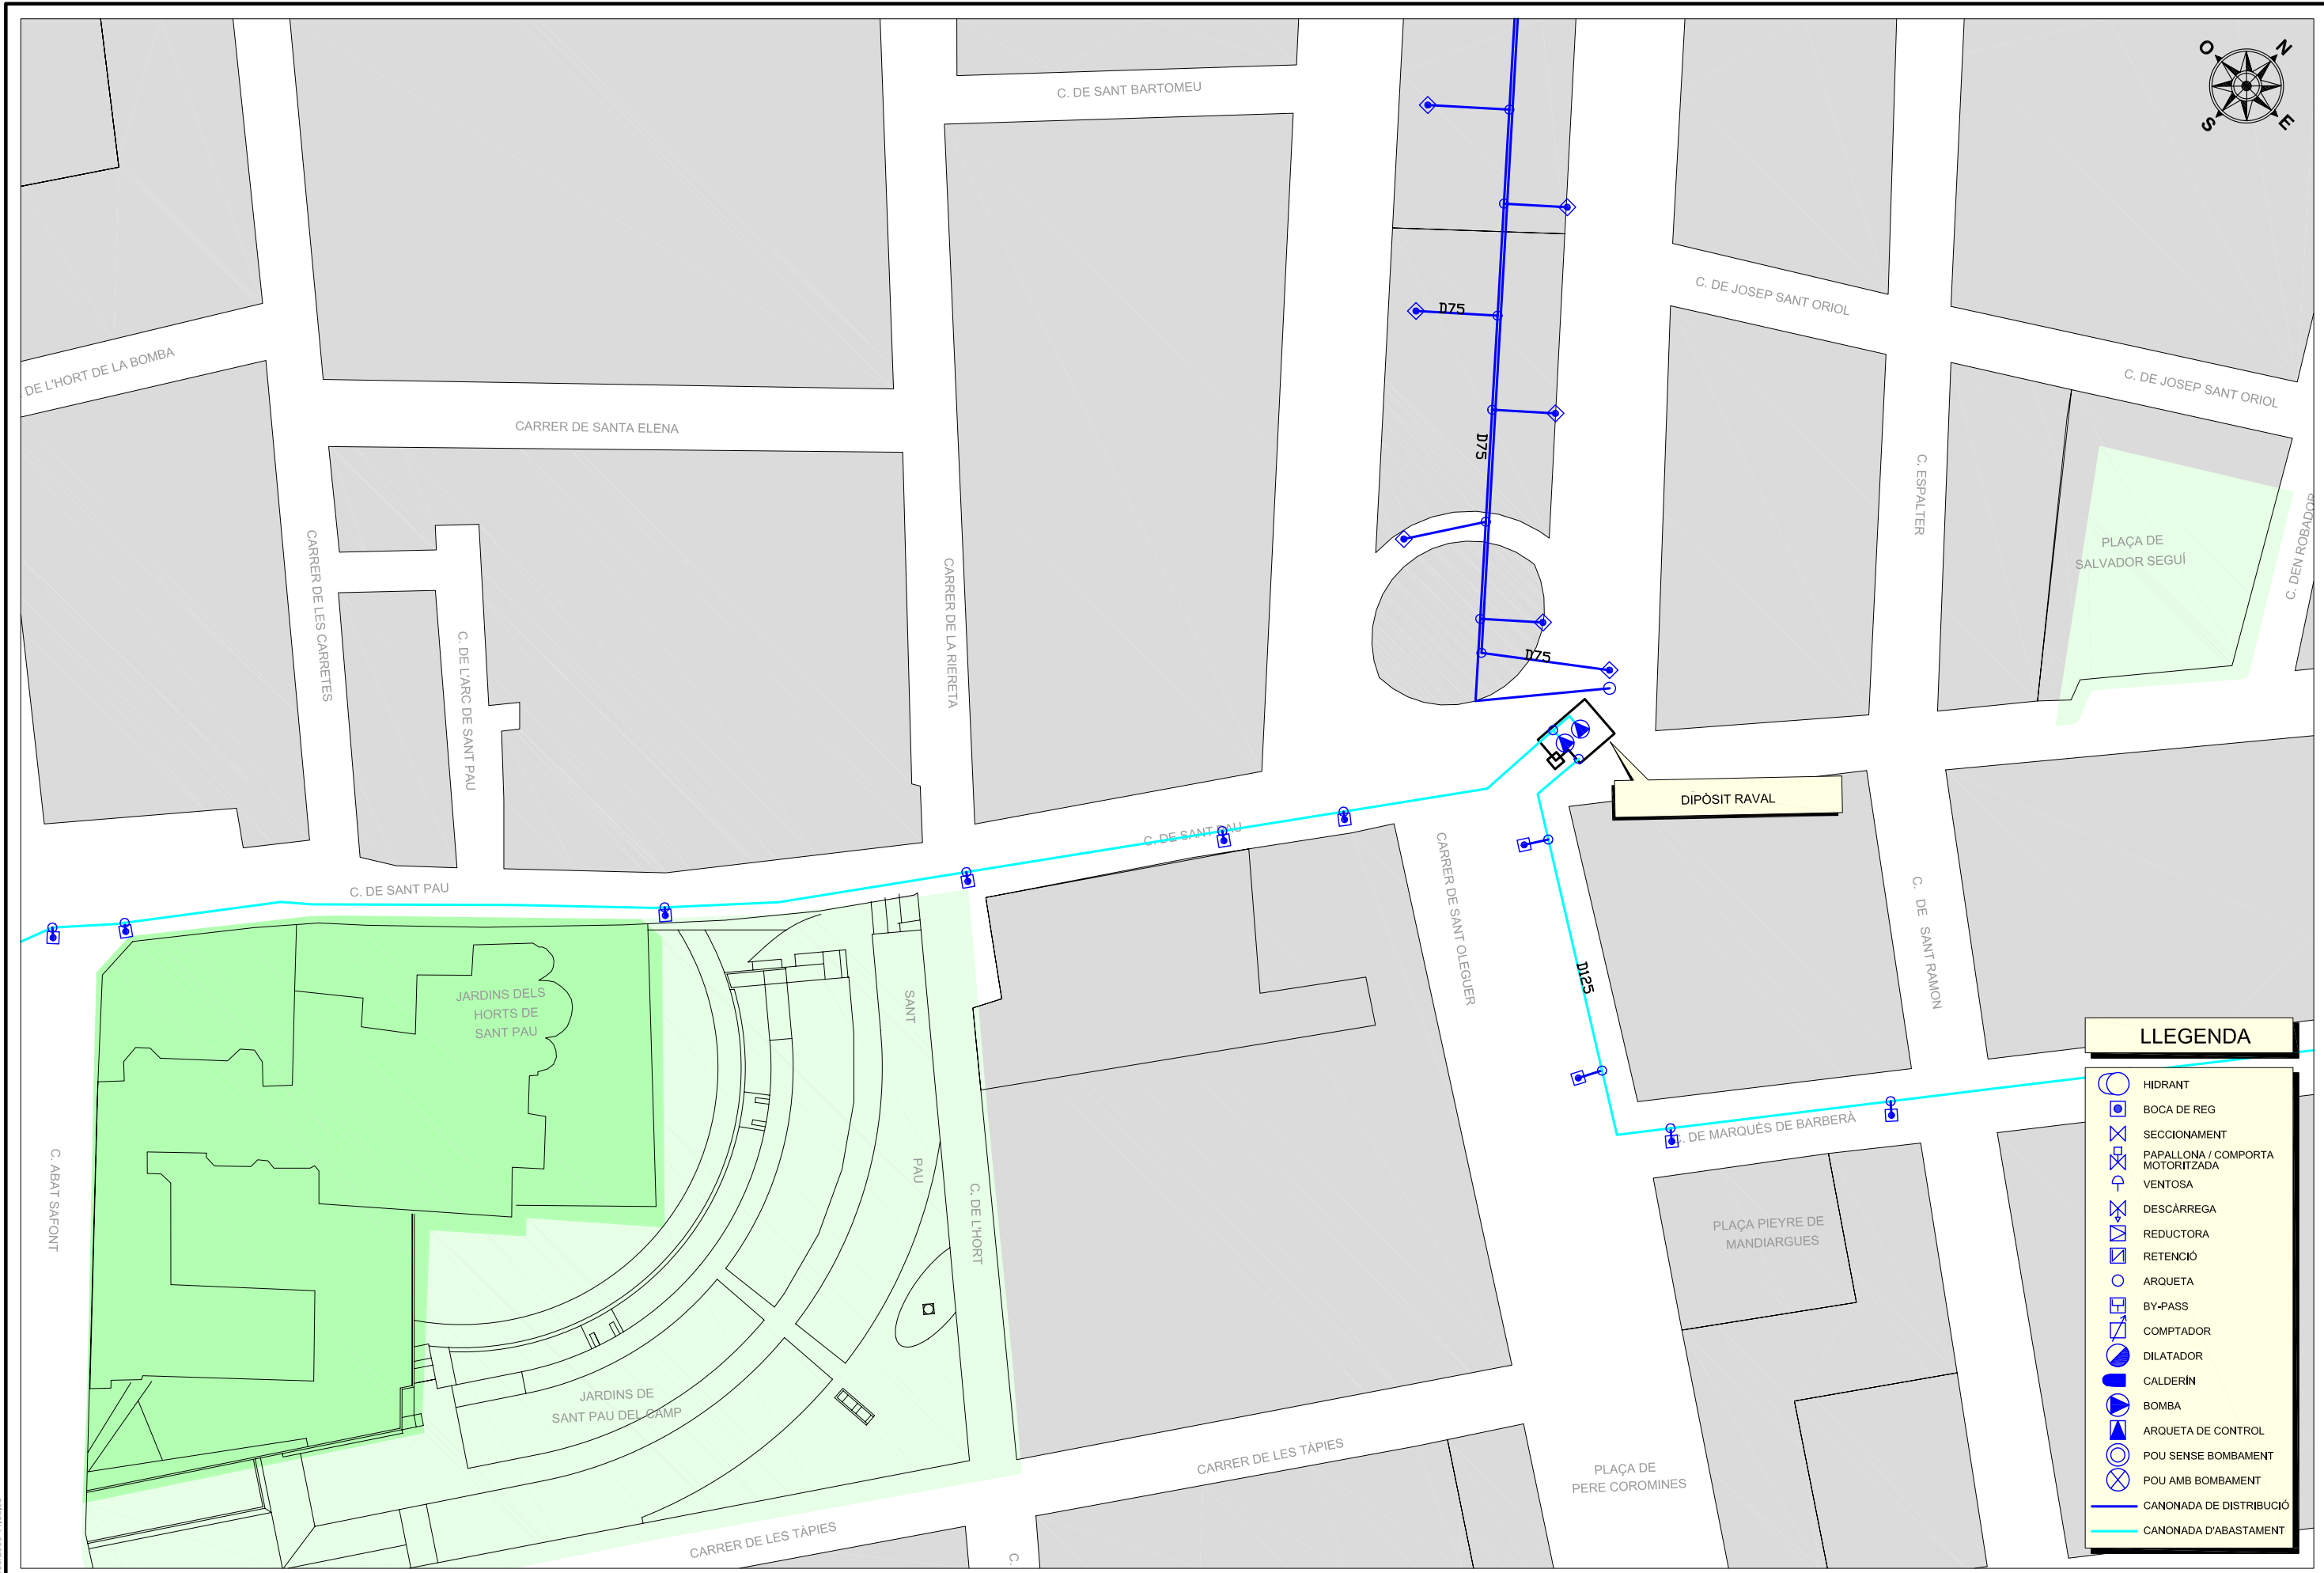 O
N
S
E
C. DE SANT BARTOMEU
C. DE JOSEP SANT ORIOL
D75
DE L'HORT DE LA BOMBA
C. DE JOSEP SANT ORIOL
CARRER DE SANTA ELENA
D75
C. ESPALTER
PLAÇA DE
SALVADOR SEGUÍ
C. DEN ROBADOR
CARRER DE LES CARRETES
CARRER DE LA RIERETA
C. DE L'ARC DE SANT PAU
D75
DIPÒSIT RAVAL
C. DE SANT PAU
C. DE SANT PAU
CARRER DE SANT OLEGUER
C. DE SANT RAMON
D125
JARDINS DELS
HORTS DE
SANT PAU
SANT
PAU
C. ABAT SAFONT
C. DE L'HORT
C. DE MARQUÈS DE BARBERÀ
PLAÇA PIEYRE DE
MANDIARGUES
JARDINS DE
SANT PAU DEL CAMP
CARRER DE LES TÀPIES
PLAÇA DE
PERE COROMINES
CARRER DE LES TÀPIES
C.
LLEGENDA
HIDRANT
BOCA DE REG
SECCIONAMENT
PAPALLONA / COMPORTA
MOTORITZADA
VENTOSA
DESCÀRREGA
REDUCTORA
RETENCIÓ
ARQUETA
BY-PASS
COMPTADOR
DILATADOR
CALDERÍN
BOMBA
ARQUETA DE CONTROL
POU SENSE BOMBAMENT
POU AMB BOMBAMENT
CANONADA DE DISTRIBUCIÓ
CANONADA D'ABASTAMENT